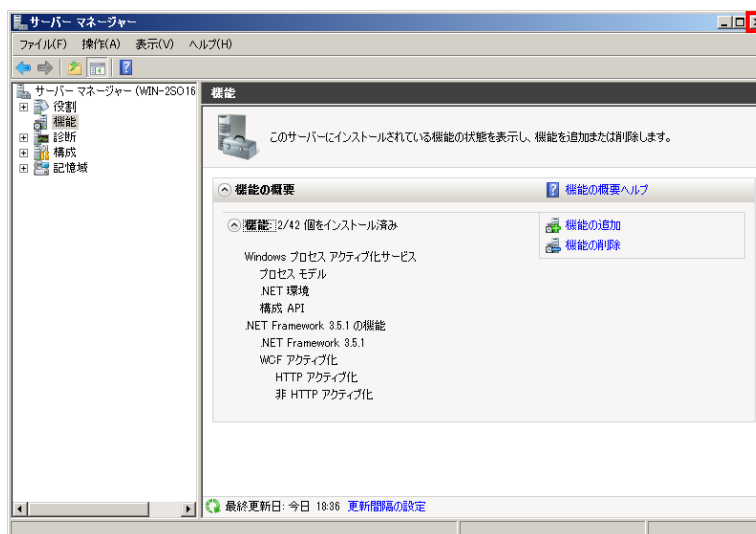 サーバー マネージャー
ファイル(F) 操作(A) 表示(V) ヘルプ(H)
サーバー マネージャー (WIN-2SO16
役割
機能
診断
構成
記憶域
機能
このサーバーにインストールされている機能の状態を表示し、機能を追加または削除します。
機能の概要
機能の概要ヘルプ
機能: 2/42 個をインストール済み
機能の追加
機能の削除
Windows プロセス アクティブ化サービス
プロセス モデル
.NET 環境
構成 API
.NET Framework 3.5.1 の機能
.NET Framework 3.5.1
WCF アクティブ化
HTTP アクティブ化
非 HTTP アクティブ化
最終更新日: 今日 18:36 更新間隔の設定